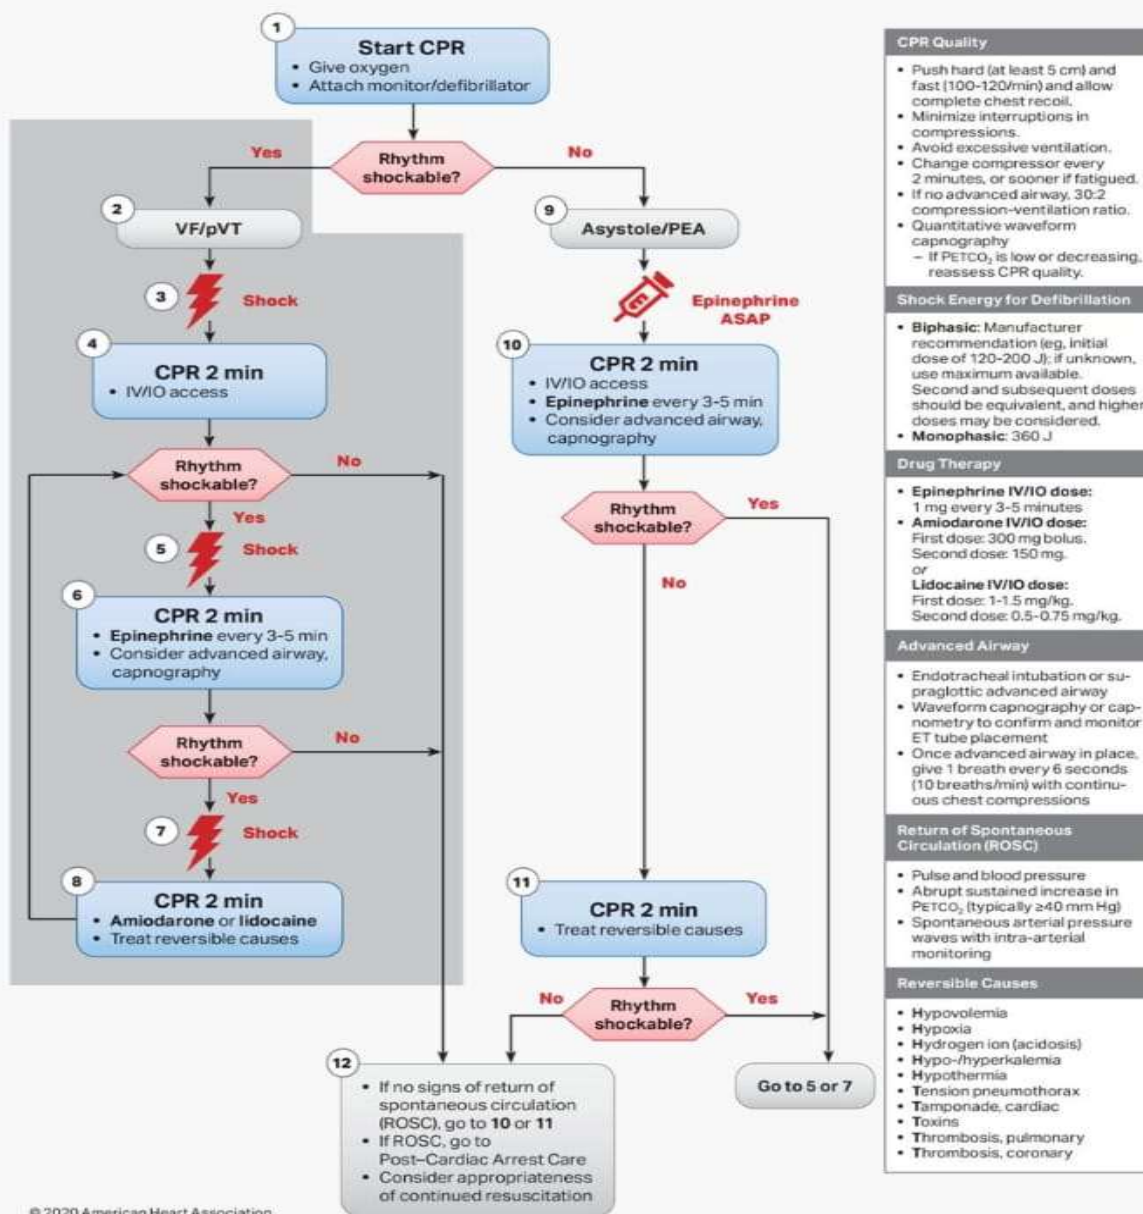 1
Start CPR
• Give oxygen
• Attach monitor/defibrillator
Rhythm
shockable?
Yes
No
2
VF/pVT
3
Shock
4
CPR 2 min
• IV/IO access
Rhythm
shockable?
No
Yes
5
Shock
6
CPR 2 min
• Epinephrine every 3-5 min
• Consider advanced airway,
capnography
Rhythm
shockable?
No
Yes
7
Shock
8
CPR 2 min
• Amiodarone or lidocaine
• Treat reversible causes
9
Asystole/PEA
Epinephrine
ASAP
10
CPR 2 min
• IV/IO access
• Epinephrine every 3-5 min
• Consider advanced airway,
capnography
Rhythm
shockable?
Yes
No
11
CPR 2 min
• Treat reversible causes
Rhythm
shockable?
No
Yes
12
• If no signs of return of
spontaneous circulation
(ROSC), go to 10 or 11
• If ROSC, go to
Post–Cardiac Arrest Care
• Consider appropriateness
of continued resuscitation
Go to 5 or 7
CPR Quality
• Push hard (at least 5 cm) and
fast (100-120/min) and allow
complete chest recoil.
• Minimize interruptions in
compressions.
• Avoid excessive ventilation.
• Change compressor every
2 minutes, or sooner if fatigued.
• If no advanced airway, 30:2
compression-ventilation ratio.
• Quantitative waveform
capnography
– If PETCO₂ is low or decreasing,
reassess CPR quality.
Shock Energy for Defibrillation
• Biphasic: Manufacturer
recommendation (eg, initial
dose of 120-200 J); if unknown,
use maximum available.
Second and subsequent doses
should be equivalent, and higher
doses may be considered.
• Monophasic: 360 J
Drug Therapy
• Epinephrine IV/IO dose:
1 mg every 3-5 minutes
• Amiodarone IV/IO dose:
First dose: 300 mg bolus.
Second dose: 150 mg.
or
Lidocaine IV/IO dose:
First dose: 1-1.5 mg/kg.
Second dose: 0.5-0.75 mg/kg.
Advanced Airway
• Endotracheal intubation or su-
praglottic advanced airway
• Waveform capnography or cap-
nometry to confirm and monitor
ET tube placement
• Once advanced airway in place,
give 1 breath every 6 seconds
(10 breaths/min) with continu-
ous chest compressions
Return of Spontaneous
Circulation (ROSC)
• Pulse and blood pressure
• Abrupt sustained increase in
PETCO₂ (typically ≥40 mm Hg)
• Spontaneous arterial pressure
waves with intra-arterial
monitoring
Reversible Causes
• Hypovolemia
• Hypoxia
• Hydrogen ion (acidosis)
• Hypo-/hyperkalemia
• Hypothermia
• Tension pneumothorax
• Tamponade, cardiac
• Toxins
• Thrombosis, pulmonary
• Thrombosis, coronary
© 2020 American Heart Association